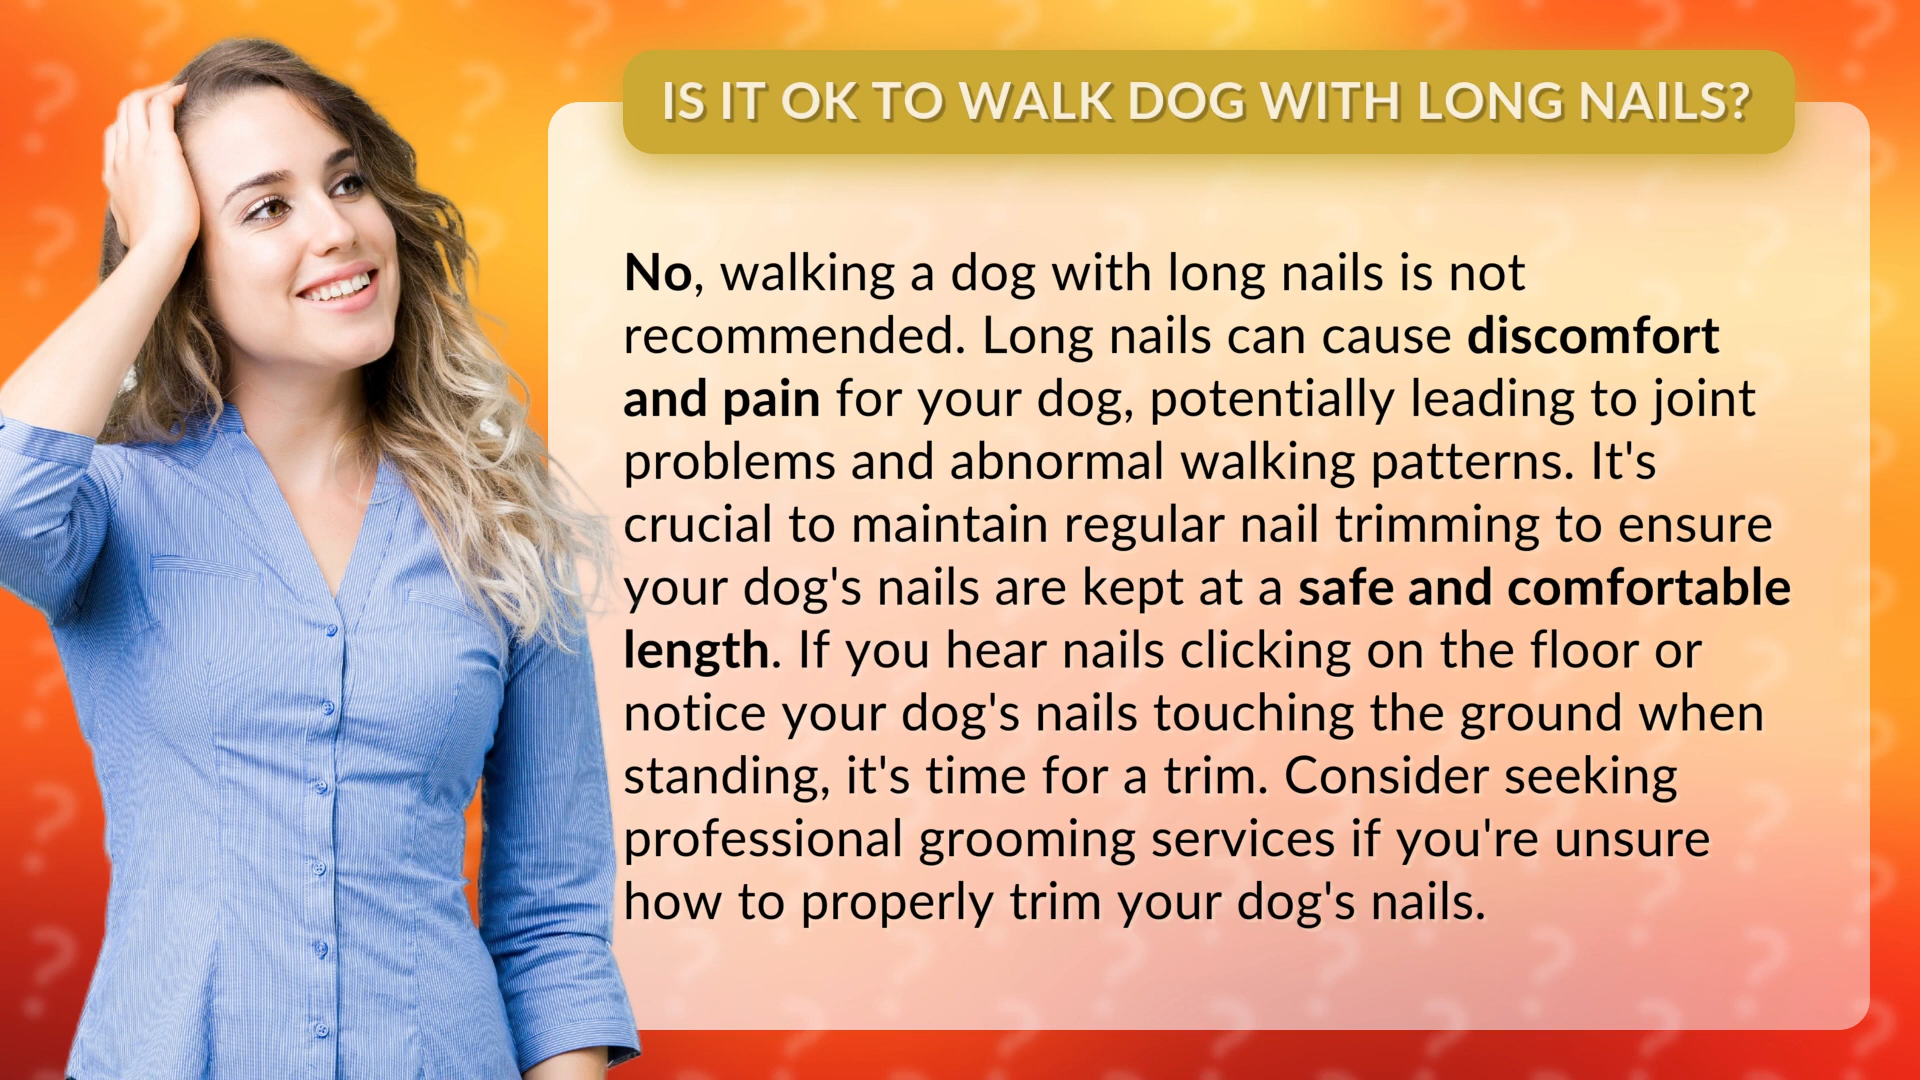 IS IT OK TO WALK DOG WITH LONG NAILS?
No, walking a dog with long nails is not
recommended. Long nails can cause discomfort
and pain for your dog, potentially leading to joint
problems and abnormal walking patterns. It's
crucial to maintain regular nail trimming to ensure
your dog's nails are kept at a safe and comfortable
length. If you hear nails clicking on the floor or
notice your dog's nails touching the ground when
standing, it's time for a trim. Consider seeking
professional grooming services if you're unsure
how to properly trim your dog's nails.